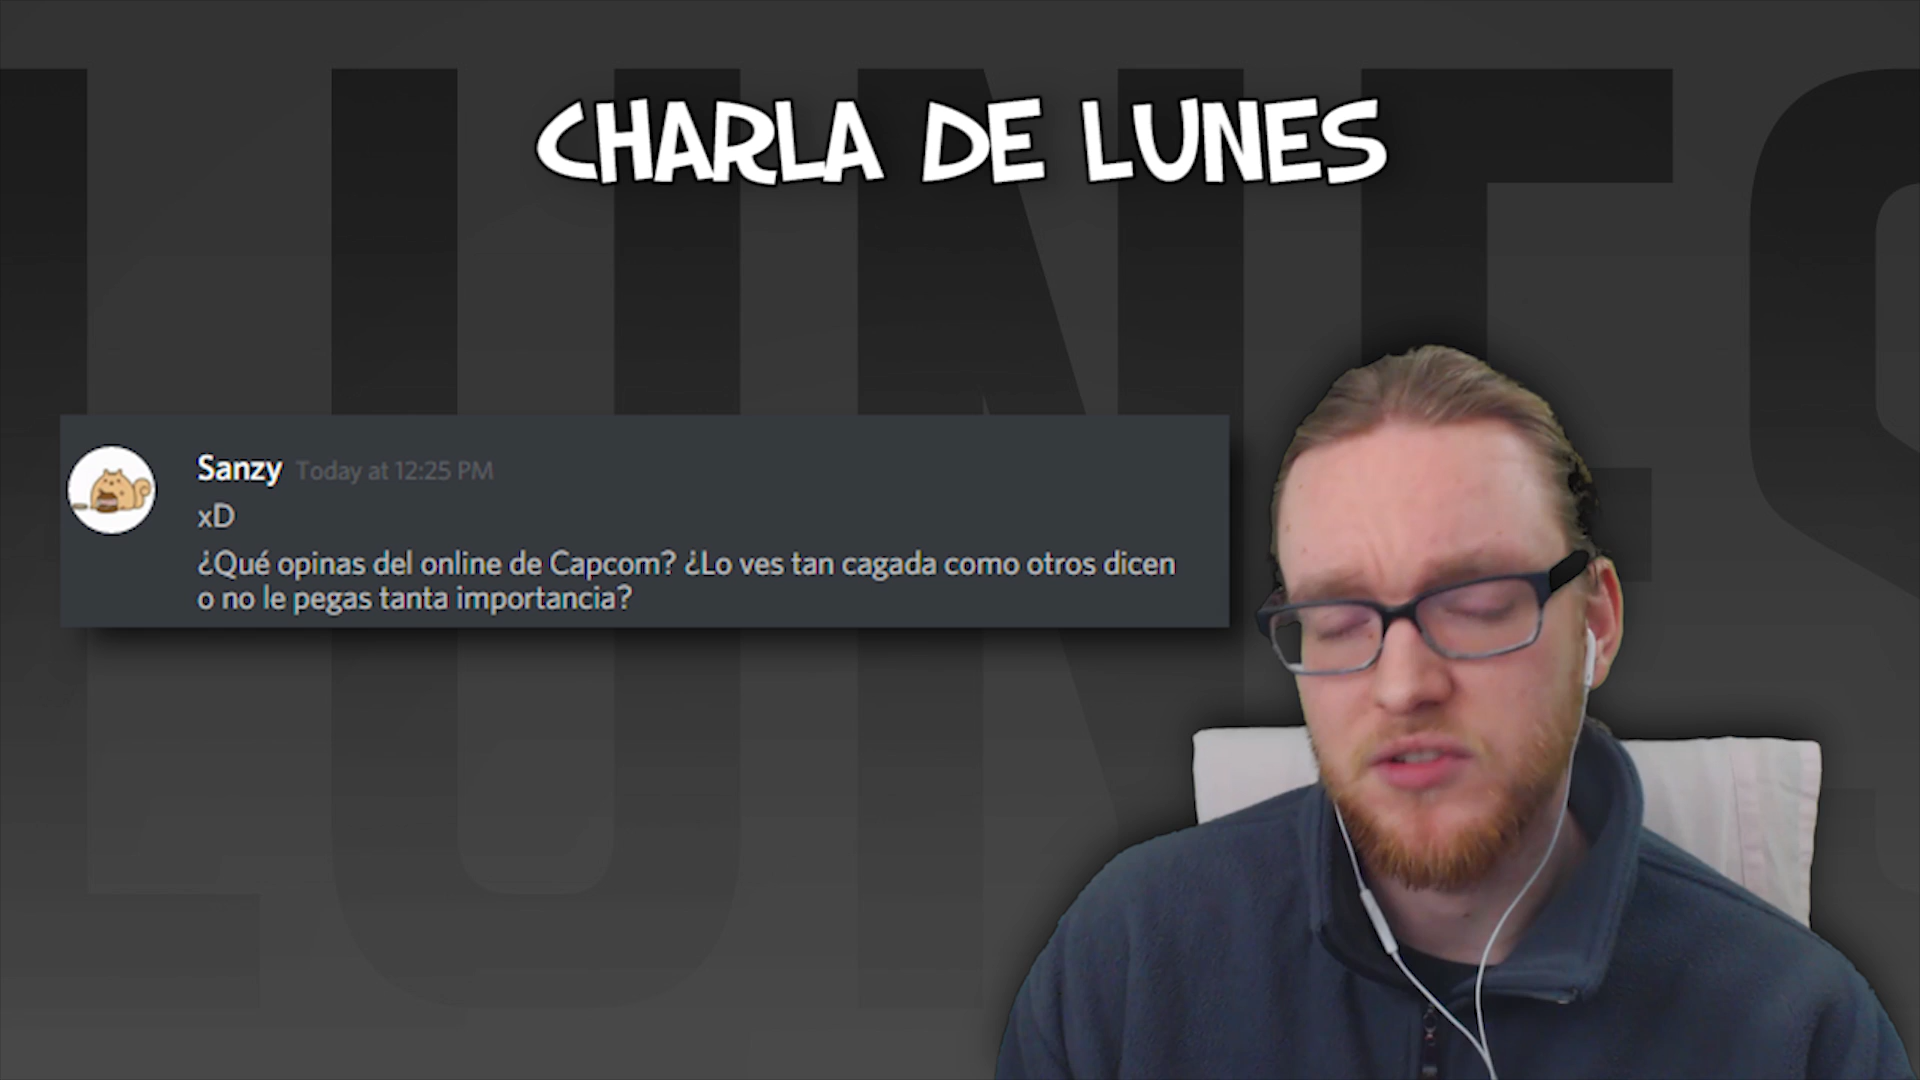 CHARLA DE LUNES
Sanzy Today at 12:25 PM
xD
¿Qué opinas del online de Capcom? ¿Lo ves tan cagada como otros dicen
o no le pegas tanta importancia?
LUNES